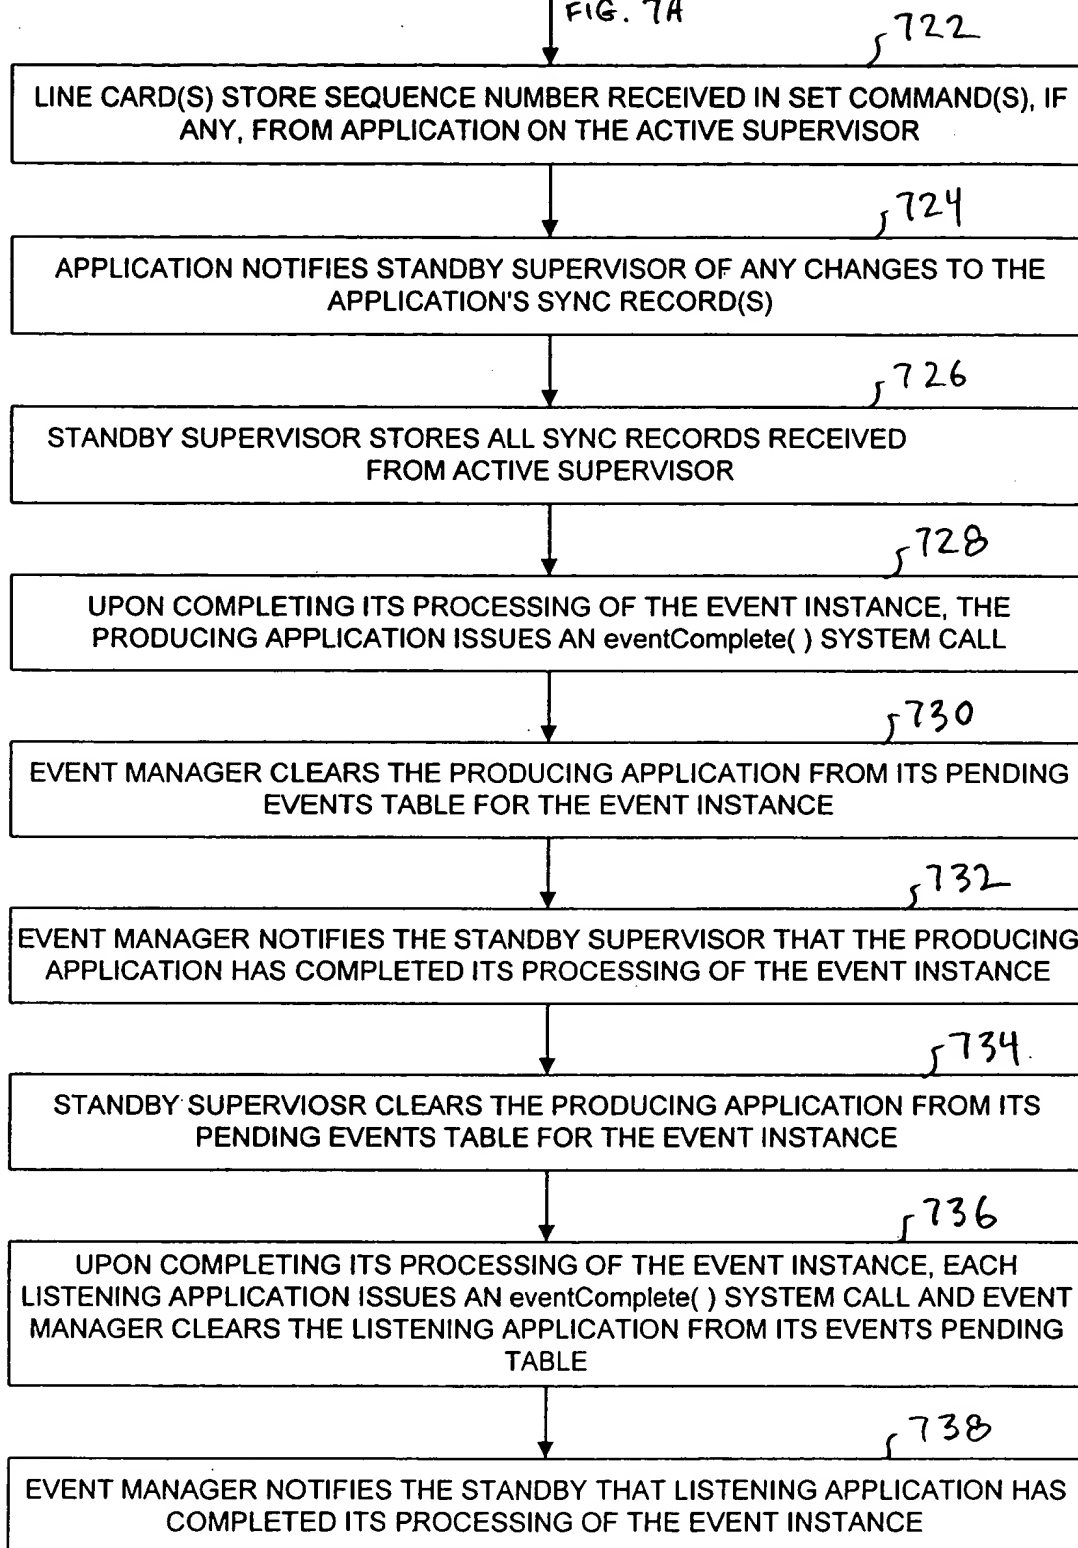 FIG. 7A
722
LINE CARD(S) STORE SEQUENCE NUMBER RECEIVED IN SET COMMAND(S), IF
ANY, FROM APPLICATION ON THE ACTIVE SUPERVISOR
724
APPLICATION NOTIFIES STANDBY SUPERVISOR OF ANY CHANGES TO THE
APPLICATION'S SYNC RECORD(S)
726
STANDBY SUPERVISOR STORES ALL SYNC RECORDS RECEIVED
FROM ACTIVE SUPERVISOR
728
UPON COMPLETING ITS PROCESSING OF THE EVENT INSTANCE, THE
PRODUCING APPLICATION ISSUES AN eventComplete( ) SYSTEM CALL
730
EVENT MANAGER CLEARS THE PRODUCING APPLICATION FROM ITS PENDING
EVENTS TABLE FOR THE EVENT INSTANCE
732
EVENT MANAGER NOTIFIES THE STANDBY SUPERVISOR THAT THE PRODUCING
APPLICATION HAS COMPLETED ITS PROCESSING OF THE EVENT INSTANCE
734
STANDBY SUPERVIOSR CLEARS THE PRODUCING APPLICATION FROM ITS
PENDING EVENTS TABLE FOR THE EVENT INSTANCE
736
UPON COMPLETING ITS PROCESSING OF THE EVENT INSTANCE, EACH
LISTENING APPLICATION ISSUES AN eventComplete( ) SYSTEM CALL AND EVENT
MANAGER CLEARS THE LISTENING APPLICATION FROM ITS EVENTS PENDING
TABLE
738
EVENT MANAGER NOTIFIES THE STANDBY THAT LISTENING APPLICATION HAS
COMPLETED ITS PROCESSING OF THE EVENT INSTANCE